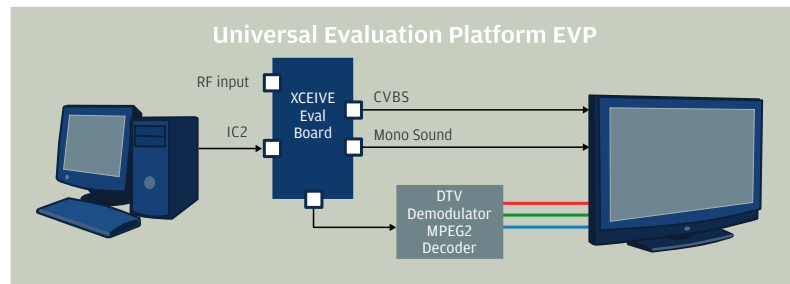 Universal Evaluation Platform EVP
RF input
XCEIVE
Eval
Board
IC2
CVBS
Mono Sound
DTV
Demodulator
MPEG2
Decoder